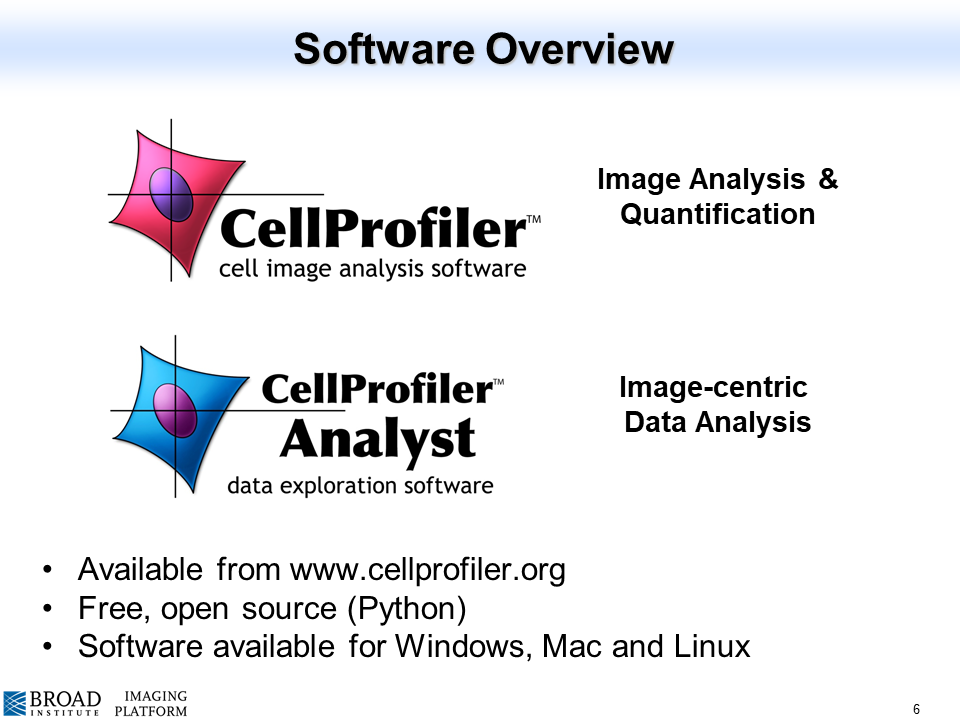 Software Overview
CellProfiler™
cell image analysis software
Image Analysis &
Quantification
CellProfiler™
Analyst
data exploration software
Image-centric
Data Analysis
• Available from www.cellprofiler.org
• Free, open source (Python)
• Software available for Windows, Mac and Linux
BROAD
INSTITUTE
IMAGING
PLATFORM
6